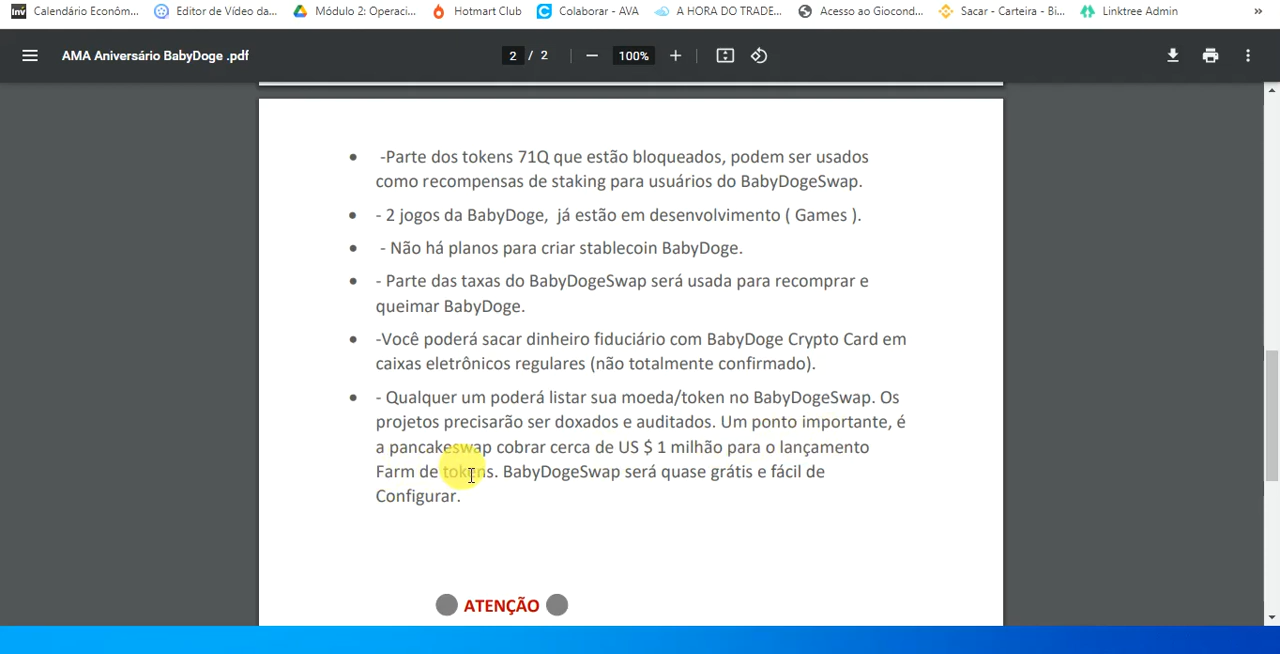 Calendário Económ... Editor de Vídeo da... Módulo 2: Operaci... Hotmart Club Colaborar - AVA A HORA DO TRADE... Acesso ao Giocond... Sacar - Carteira - Bi... Linktree Admin »
AMA Aniversário BabyDoge .pdf 2 / 2 — 100% +
• -Parte dos tokens 71Q que estão bloqueados, podem ser usados
como recompensas de staking para usuários do BabyDogeSwap.
• - 2 jogos da BabyDoge, já estão em desenvolvimento ( Games ).
• - Não há planos para criar stablecoin BabyDoge.
• - Parte das taxas do BabyDogeSwap será usada para recomprar e
queimar BabyDoge.
• -Você poderá sacar dinheiro fiduciário com BabyDoge Crypto Card em
caixas eletrônicos regulares (não totalmente confirmado).
• - Qualquer um poderá listar sua moeda/token no BabyDogeSwap. Os
projetos precisarão ser doxados e auditados. Um ponto importante, é
a pancakeswap cobrar cerca de US $ 1 milhão para o lançamento
Farm de tokens. BabyDogeSwap será quase grátis e fácil de
Configurar.
ATENÇÃO